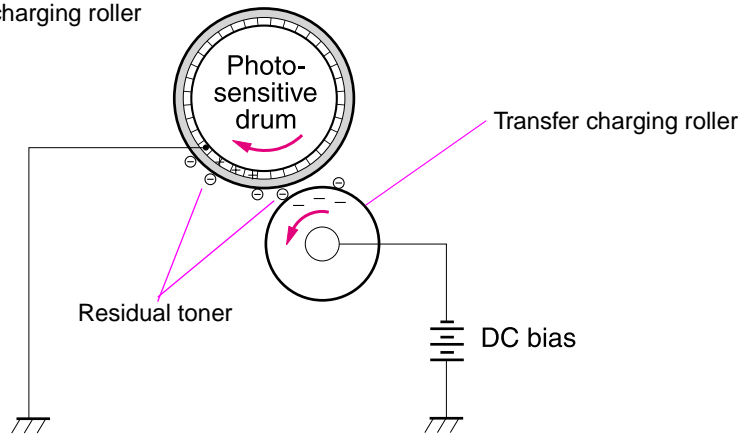 charging roller
Photo-
sensitive
drum
Transfer charging roller
Residual toner
DC bias